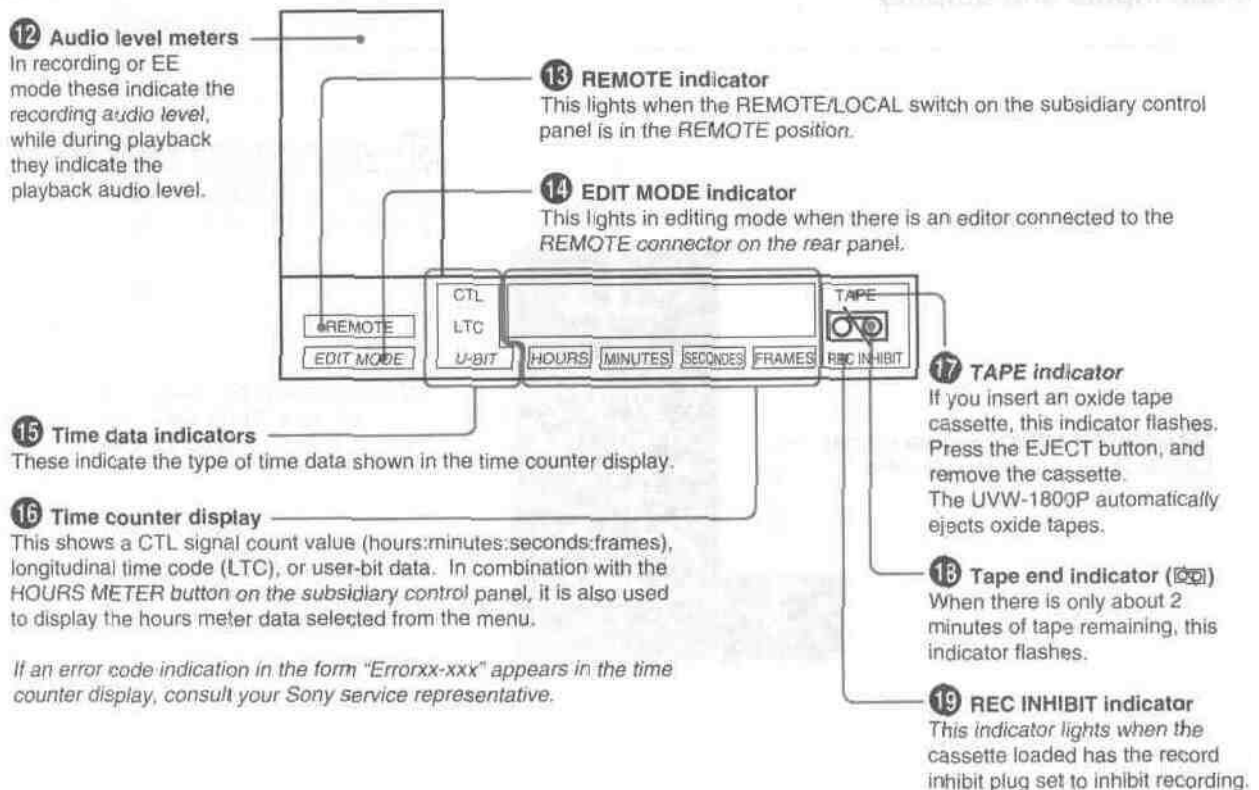 12 Audio level meters
In recording or EE
mode these indicate the
recording audio level,
while during playback
they indicate the
playback audio level.
13 REMOTE indicator
This lights when the REMOTE/LOCAL switch on the subsidiary control
panel is in the REMOTE position.
14 EDIT MODE indicator
This lights in editing mode when there is an editor connected to the
REMOTE connector on the rear panel.
CTL
TAPE
REMOTE
LTC
EDIT MODE
U-BIT
HOURS
MINUTES
SECONDES
FRAMES
REC INHIBIT
15 Time data indicators
These indicate the type of time data shown in the time counter display.
16 Time counter display
This shows a CTL signal count value (hours:minutes:seconds:frames),
longitudinal time code (LTC), or user-bit data. In combination with the
HOURS METER button on the subsidiary control panel, it is also used
to display the hours meter data selected from the menu.
If an error code indication in the form "Errorxx-xxx" appears in the time
counter display, consult your Sony service representative.
17 TAPE indicator
If you insert an oxide tape
cassette, this indicator flashes.
Press the EJECT button, and
remove the cassette.
The UVW-1800P automatically
ejects oxide tapes.
18 Tape end indicator ( )
When there is only about 2
minutes of tape remaining, this
indicator flashes.
19 REC INHIBIT indicator
This indicator lights when the
cassette loaded has the record
inhibit plug set to inhibit recording.